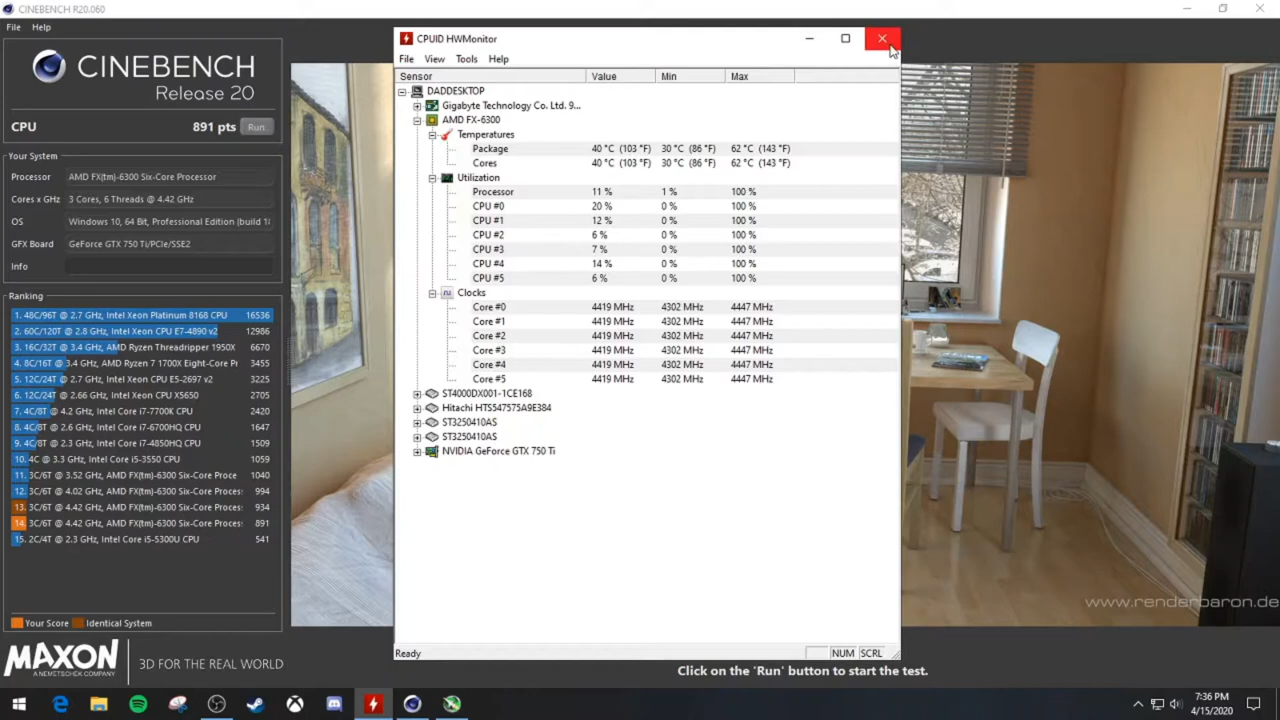 CINEBENCH R20.060
File Help
CINEBENCH
Release 20
CPU 891 pts Run
Your System
Processor AMD FX(tm)-6300 Six-Core Processor
Cores x GHz 3 Cores, 6 Threads @ 4.42 GHz
OS Windows 10, 64 Bit, Professional Edition (build 18
GFX Board GeForce GTX 750 Ti/PCIe/SSE2
Info
Ranking
1. 48C/96T @ 2.7 GHz, Intel Xeon Platinum 8168 CPU 16536
2. 60C/120T @ 2.8 GHz, Intel Xeon CPU E7-4890 v2 12986
3. 16C/32T @ 3.4 GHz, AMD Ryzen Threadripper 1950X 6670
4. 8C/16T @ 3.4 GHz, AMD Ryzen 7 1700X Eight-Core Pr 3455
5. 12C/24T @ 2.7 GHz, Intel Xeon CPU E5-2697 v2 3225
6. 12C/24T @ 2.66 GHz, Intel Xeon CPU X5650 2705
7. 4C/8T @ 4.2 GHz, Intel Core i7-7700K CPU 2420
8. 4C/8T @ 2.6 GHz, Intel Core i7-6700HQ CPU 1647
9. 4C/8T @ 2.3 GHz, Intel Core i7-4850HQ CPU 1509
10. 4C @ 3.3 GHz, Intel Core i5-3550 CPU 1059
11. 3C/6T @ 3.52 GHz, AMD FX(tm)-6300 Six-Core Proce 1040
12. 3C/6T @ 4.02 GHz, AMD FX(tm)-6300 Six-Core Proces: 994
13. 3C/6T @ 4.42 GHz, AMD FX(tm)-6300 Six-Core Proces: 934
14. 3C/6T @ 4.42 GHz, AMD FX(tm)-6300 Six-Core Proces: 891
15. 2C/4T @ 2.3 GHz, Intel Core i5-5300U CPU 541
Your Score Identical System
MAXON 3D FOR THE REAL WORLD
A NEMETSCHEK COMPANY
CPUID HWMonitor
File View Tools Help
Sensor Value Min Max
DADDESKTOP
Gigabyte Technology Co. Ltd. 9...
AMD FX-6300
Temperatures
Package 40 °C (103 °F) 30 °C (86 °F) 62 °C (143 °F)
Cores 40 °C (103 °F) 30 °C (86 °F) 62 °C (143 °F)
Utilization
Processor 11 % 1 % 100 %
CPU #0 20 % 0 % 100 %
CPU #1 12 % 0 % 100 %
CPU #2 6 % 0 % 100 %
CPU #3 7 % 0 % 100 %
CPU #4 14 % 0 % 100 %
CPU #5 6 % 0 % 100 %
Clocks
Core #0 4419 MHz 4302 MHz 4447 MHz
Core #1 4419 MHz 4302 MHz 4447 MHz
Core #2 4419 MHz 4302 MHz 4447 MHz
Core #3 4419 MHz 4302 MHz 4447 MHz
Core #4 4419 MHz 4302 MHz 4447 MHz
Core #5 4419 MHz 4302 MHz 4447 MHz
ST4000DX001-1CE168
Hitachi HTS547575A9E384
ST3250410AS
ST3250410AS
NVIDIA GeForce GTX 750 Ti
Ready NUM SCRL
www.renderbaron.de
Click on the 'Run' button to start the test.
7:36 PM
4/15/2020